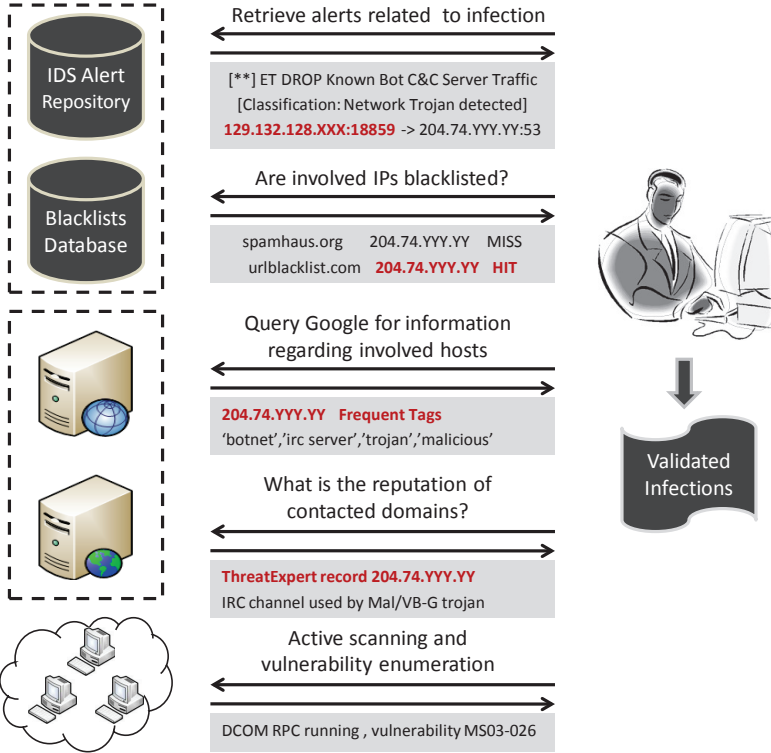 Retrieve alerts related to infection
IDS Alert
Repository
[**] ET DROP Known Bot C&C Server Traffic
[Classification: Network Trojan detected]
129.132.128.XXX:18859 -> 204.74.YYY.YY:53
Are involved IPs blacklisted?
Blacklists
Database
spamhaus.org 204.74.YYY.YY MISS
urlblacklist.com 204.74.YYY.YY HIT
Query Google for information
regarding involved hosts
204.74.YYY.YY Frequent Tags
‘botnet’,’irc server’,’trojan’,’malicious’
What is the reputation of
contacted domains?
ThreatExpert record 204.74.YYY.YY
IRC channel used by Mal/VB-G trojan
Active scanning and
vulnerability enumeration
DCOM RPC running , vulnerability MS03-026
Validated
Infections